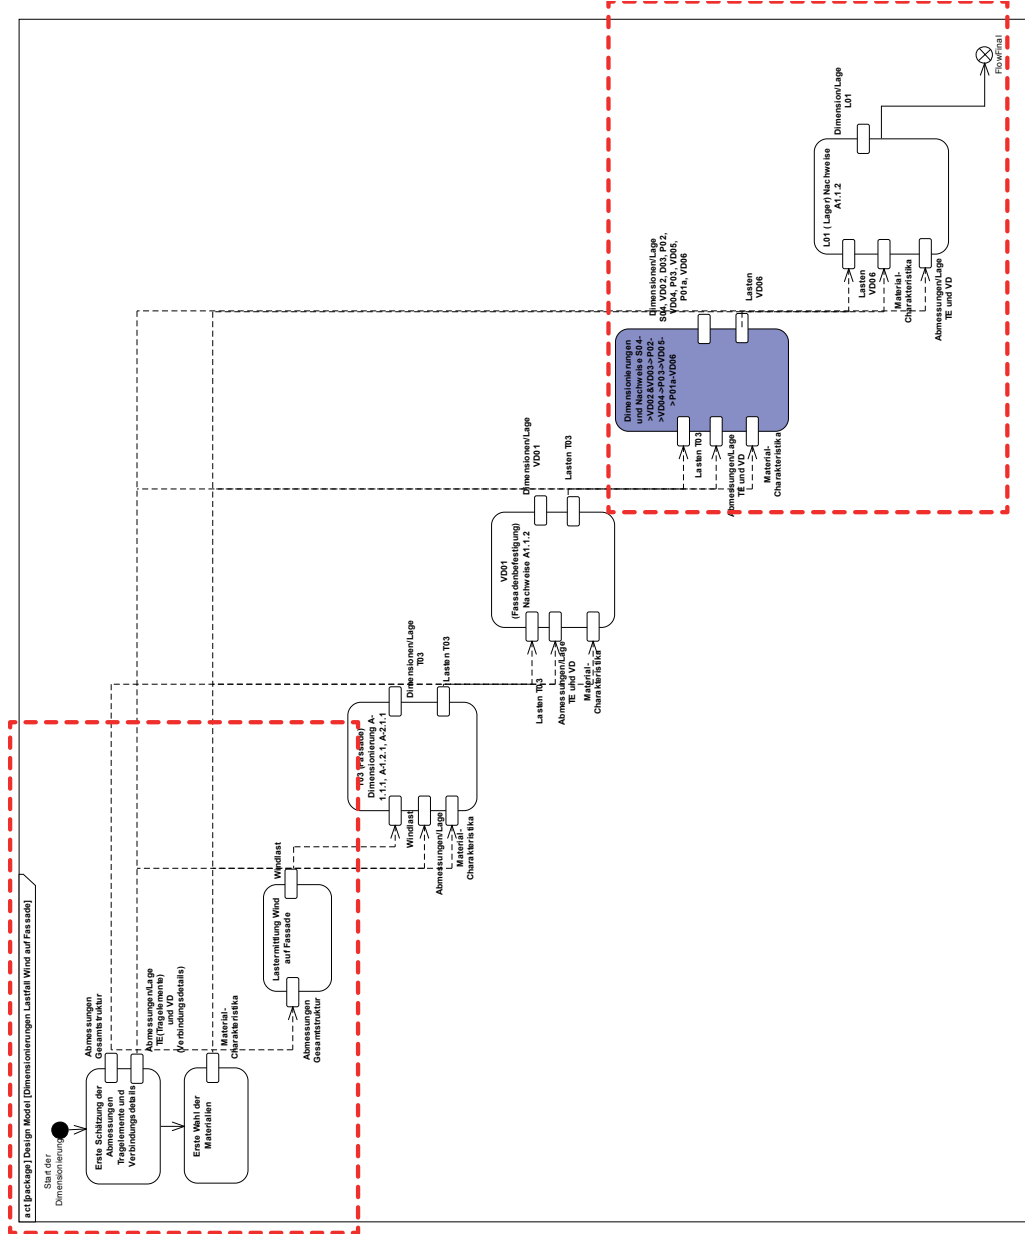 act [package] Design Model [Dimensionierungen Lastfall Wind auf Fassade]
Start der
Dimensionierung
Erste Schätzung der
Abmessungen
Tragelemente und
Verbindungsdetails
Abmessungen
Gesamtstruktur
Abmessungen/Lage
TE(Tragelemente)
und VD
(Verbindungsdetails)
Erste Wahl der
Materialien
Material-
Charakteristika
Abmessungen
Gesamtstruktur
Lastermittlung Wind
auf Fassade
Windlast
T03 (Fassade)
Dimensionierung A-
1.1.1, A-1.2.1, A-2.1.1
Windlast
Abmessungen/Lage
Material-
Charakteristika
Dimensionen/Lage
T03
Lasten T03
VD01
(Fassadenbefestigung)
Nachweise A1.1.2
Lasten T03
Abmessungen/Lage
TE und VD
Material-
Charakteristika
Dimensionen/Lage
VD01
Lasten T03
Dimensionierungen
und Nachweise S04-
>VD02&VD03->P02-
>VD04->P03->VD05-
>P01a-VD06
Lasten T03
Abmessungen/Lage
TE und VD
Material-
Charakteristika
Dimensionen/Lage
S04, VD02, D03, P02,
VD04, P03, VD05,
P01a, VD06
Lasten
VD06
L01 ( Lager) Nachweise
A1.1.2
Lasten
VD06
Material-
Charakteristika
Abmessungen/Lage
TE und VD
Dimension/Lage
L01
FlowFinal